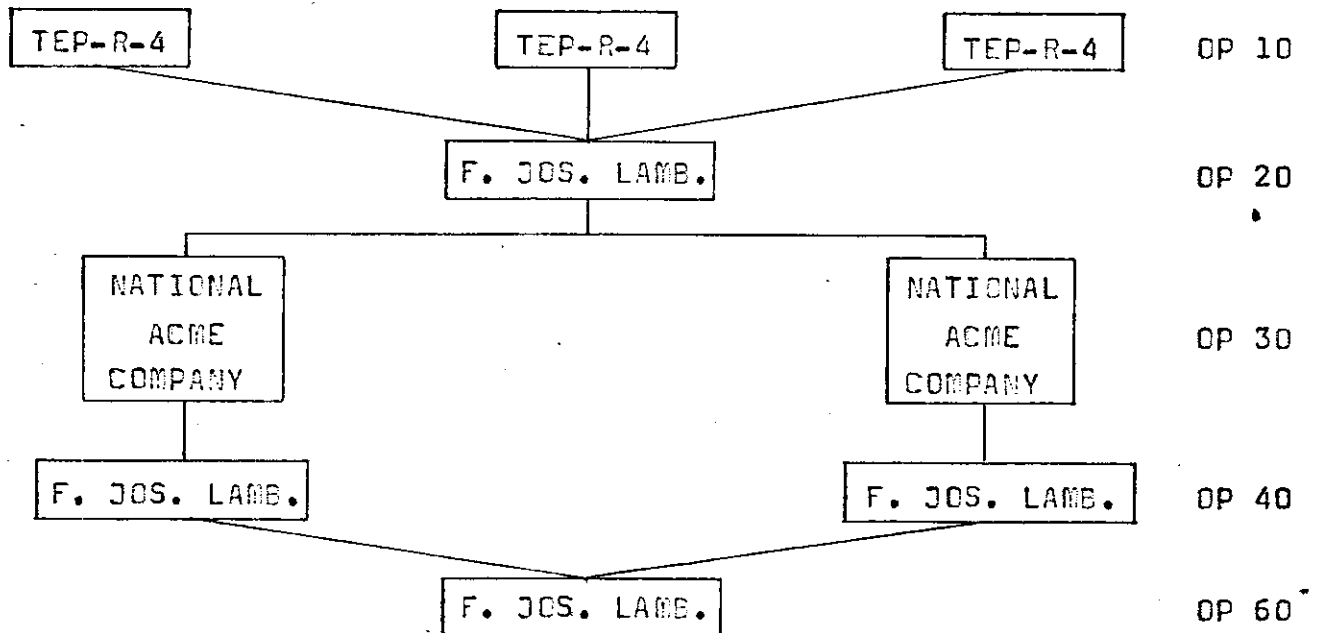 TEP-R-4 TEP-R-4 TEP-R-4 OP 10
F. JOS. LAMB. OP 20
NATIONAL NATIONAL
ACME ACME OP 30
COMPANY COMPANY
F. JOS. LAMB. F. JOS. LAMB. OP 40
F. JOS. LAMB. OP 60